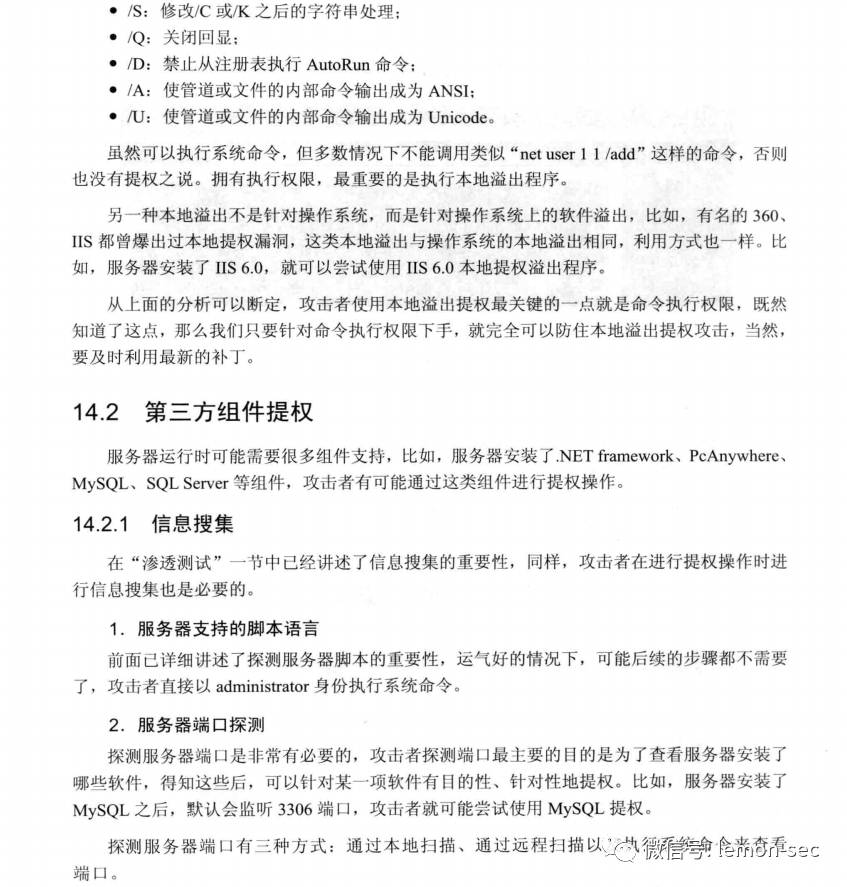 • /S：修改/C 或/K 之后的字符串处理；
• /Q：关闭回显；
• /D：禁止从注册表执行 AutoRun 命令；
• /A：使管道或文件的内部命令输出成为 ANSI；
• /U：使管道或文件的内部命令输出成为 Unicode。
虽然可以执行系统命令，但多数情况下不能调用类似“net user 1 1 /add”这样的命令，否则
也没有提权之说。拥有执行权限，最重要的是执行本地溢出程序。
另一种本地溢出不是针对操作系统，而是针对操作系统上的软件溢出，比如，有名的 360、
IIS 都曾爆出过本地提权漏洞，这类本地溢出与操作系统的本地溢出相同，利用方式也一样。比
如，服务器安装了 IIS 6.0，就可以尝试使用 IIS 6.0 本地提权溢出程序。
从上面的分析可以断定，攻击者使用本地溢出提权最关键的一点就是命令执行权限，既然
知道了这点，那么我们只要针对命令执行权限下手，就完全可以防住本地溢出提权攻击，当然，
要及时利用最新的补丁。
14.2 第三方组件提权
服务器运行时可能需要很多组件支持，比如，服务器安装了.NET framework、PcAnywhere、
MySQL、SQL Server 等组件，攻击者有可能通过这类组件进行提权操作。
14.2.1 信息搜集
在“渗透测试”一节中已经讲述了信息搜集的重要性，同样，攻击者在进行提权操作时进
行信息搜集也是必要的。
1．服务器支持的脚本语言
前面已详细讲述了探测服务器脚本的重要性，运气好的情况下，可能后续的步骤都不需要
了，攻击者直接以 administrator 身份执行系统命令。
2．服务器端口探测
探测服务器端口是非常有必要的，攻击者探测端口最主要的目的是为了查看服务器安装了
哪些软件，得知这些后，可以针对某一项软件有目的性、针对性地提权。比如，服务器安装了
MySQL 之后，默认会监听 3306 端口，攻击者就可能尝试使用 MySQL 提权。
探测服务器端口有三种方式：通过本地扫描、通过远程扫描以 执行系统命令来查看
端口。
微信号: lemon-sec